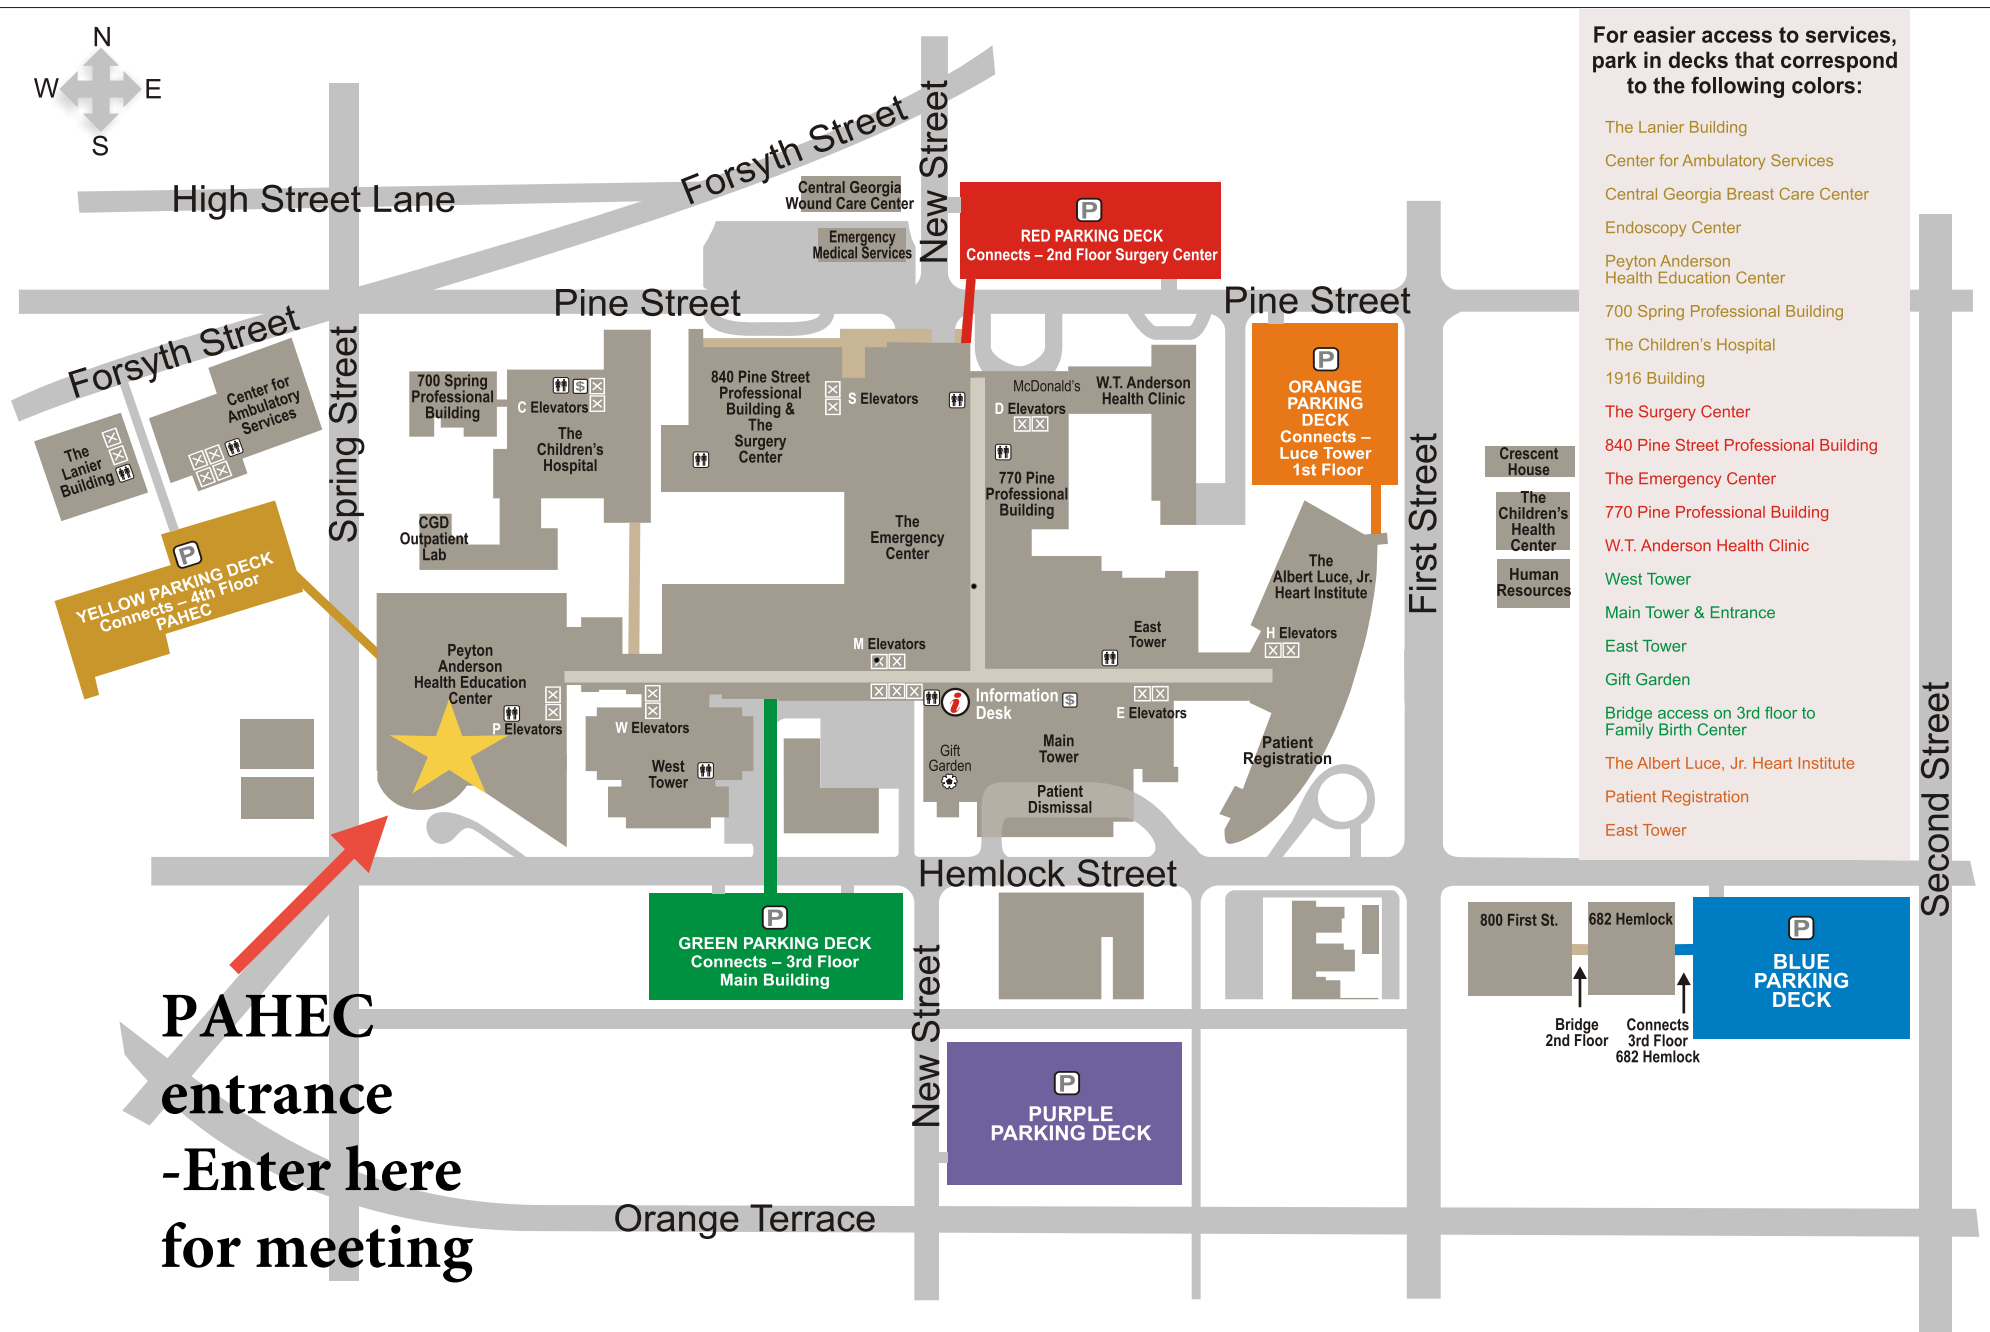 N
W E
S
High Street Lane
Forsyth Street
New Street
Central Georgia
Wound Care Center
Emergency
Medical Services
P
RED PARKING DECK
Connects – 2nd Floor Surgery Center
Pine Street
Pine Street
Forsyth Street
Spring Street
The
Lanier
Building
Center for
Ambulatory
Services
P
YELLOW PARKING DECK
Connects – 4th Floor
PAHEC
700 Spring
Professional
Building
$
C Elevators
The
Children's
Hospital
CGD
Outpatient
Lab
840 Pine Street
Professional
Building &
The
Surgery
Center
S Elevators
The
Emergency
Center
McDonald's
D Elevators
770 Pine
Professional
Building
W.T. Anderson
Health Clinic
P
ORANGE
PARKING
DECK
Connects –
Luce Tower
1st Floor
First Street
The
Albert Luce, Jr.
Heart Institute
H Elevators
East
Tower
M Elevators
Peyton
Anderson
Health Education
Center
P Elevators
W Elevators
West
Tower
i
Information
Desk
$
E Elevators
Gift
Garden
Main
Tower
Patient
Dismissal
Patient
Registration
Crescent
House
The
Children's
Health
Center
Human
Resources
Hemlock Street
P
GREEN PARKING DECK
Connects – 3rd Floor
Main Building
New Street
P
PURPLE
PARKING DECK
800 First St.
682 Hemlock
P
BLUE
PARKING
DECK
Bridge
2nd Floor
Connects
3rd Floor
682 Hemlock
Second Street
Orange Terrace
PAHEC
entrance
-Enter here
for meeting
For easier access to services,
park in decks that correspond
to the following colors:
The Lanier Building
Center for Ambulatory Services
Central Georgia Breast Care Center
Endoscopy Center
Peyton Anderson
Health Education Center
700 Spring Professional Building
The Children's Hospital
1916 Building
The Surgery Center
840 Pine Street Professional Building
The Emergency Center
770 Pine Professional Building
W.T. Anderson Health Clinic
West Tower
Main Tower & Entrance
East Tower
Gift Garden
Bridge access on 3rd floor to
Family Birth Center
The Albert Luce, Jr. Heart Institute
Patient Registration
East Tower